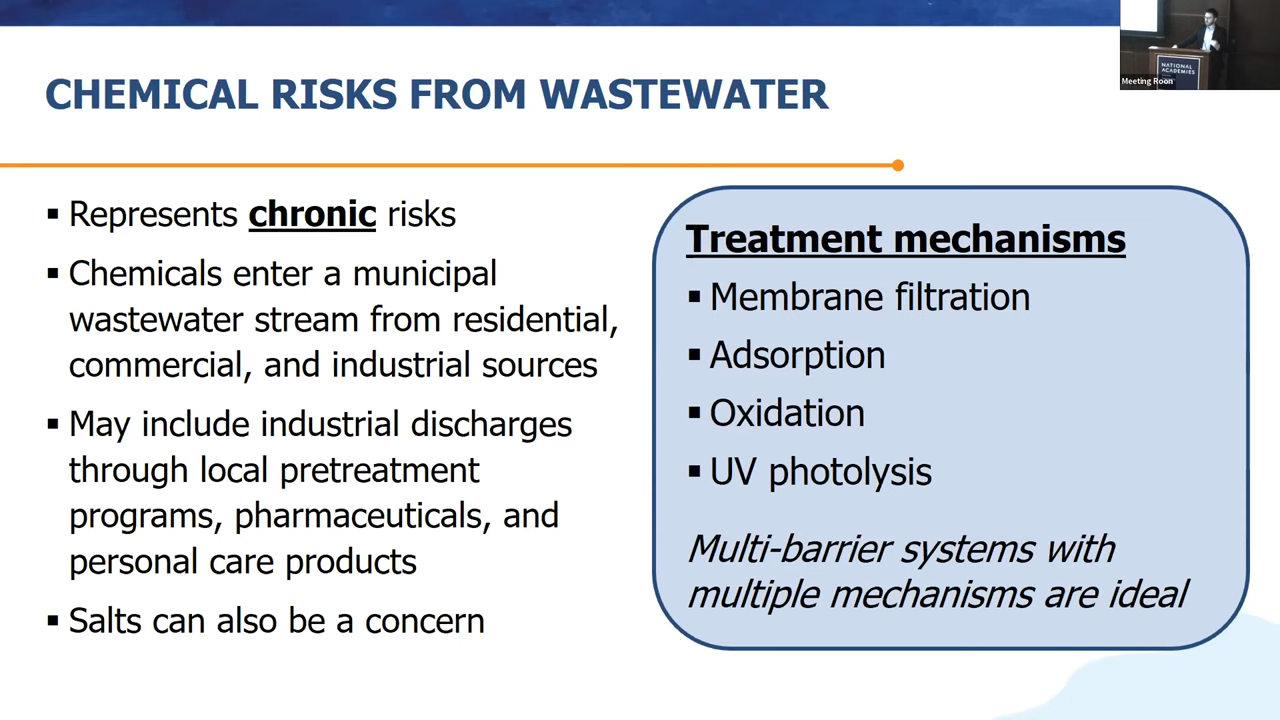 CHEMICAL RISKS FROM WASTEWATER
▪ Represents chronic risks
▪ Chemicals enter a municipal
wastewater stream from residential,
commercial, and industrial sources
▪ May include industrial discharges
through local pretreatment
programs, pharmaceuticals, and
personal care products
▪ Salts can also be a concern
Treatment mechanisms
▪ Membrane filtration
▪ Adsorption
▪ Oxidation
▪ UV photolysis
Multi-barrier systems with
multiple mechanisms are ideal
NATIONAL
ACADEMIES
Meeting Room